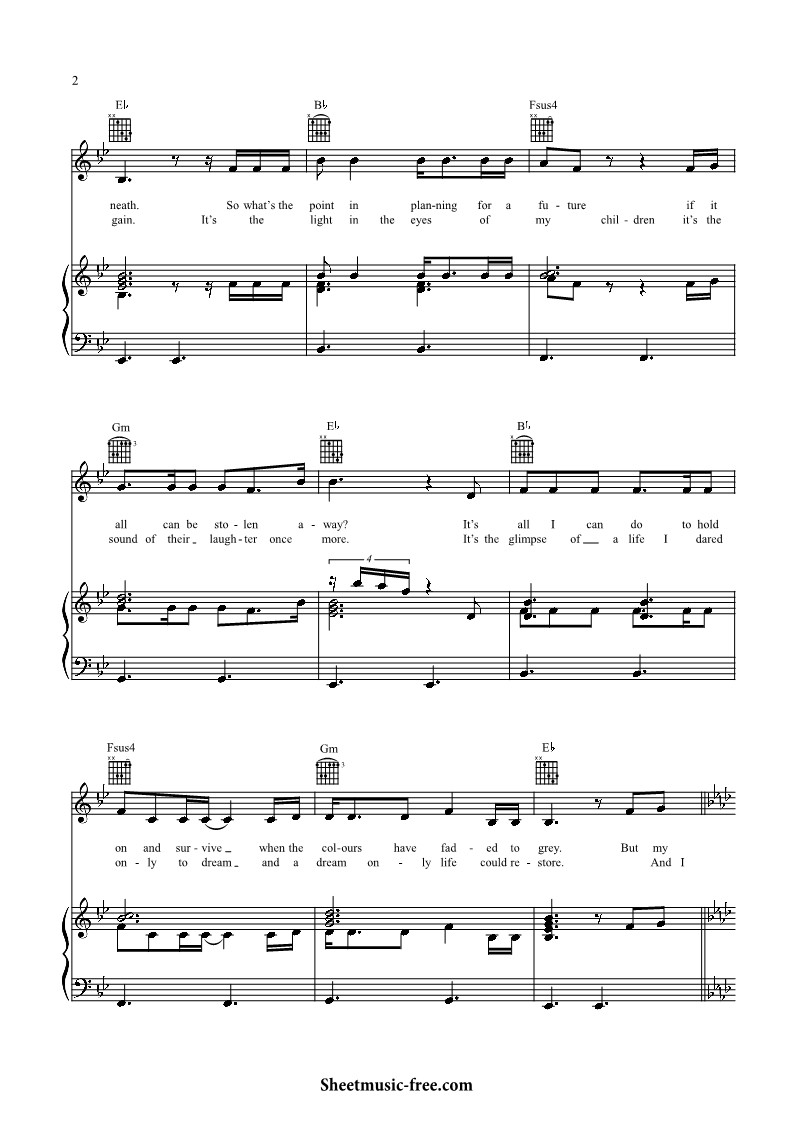 2
E♭ B♭ Fsus4
neath. So what's the point in plan-ning for a fu - ture if it
gain. It's the light in the eyes of my chil - dren it's the
Gm E♭ B♭
3
all can be sto - len a - way? It's all I can do to hold
sound of their laugh - ter once more. It's the glimpse of a life I dared
4
Fsus4 Gm E♭
3
on and sur - vive when the col-ours have fad - ed to grey. But my
on - ly to dream and a dream on - ly life could re - store. And I
Sheetmusic-free.com